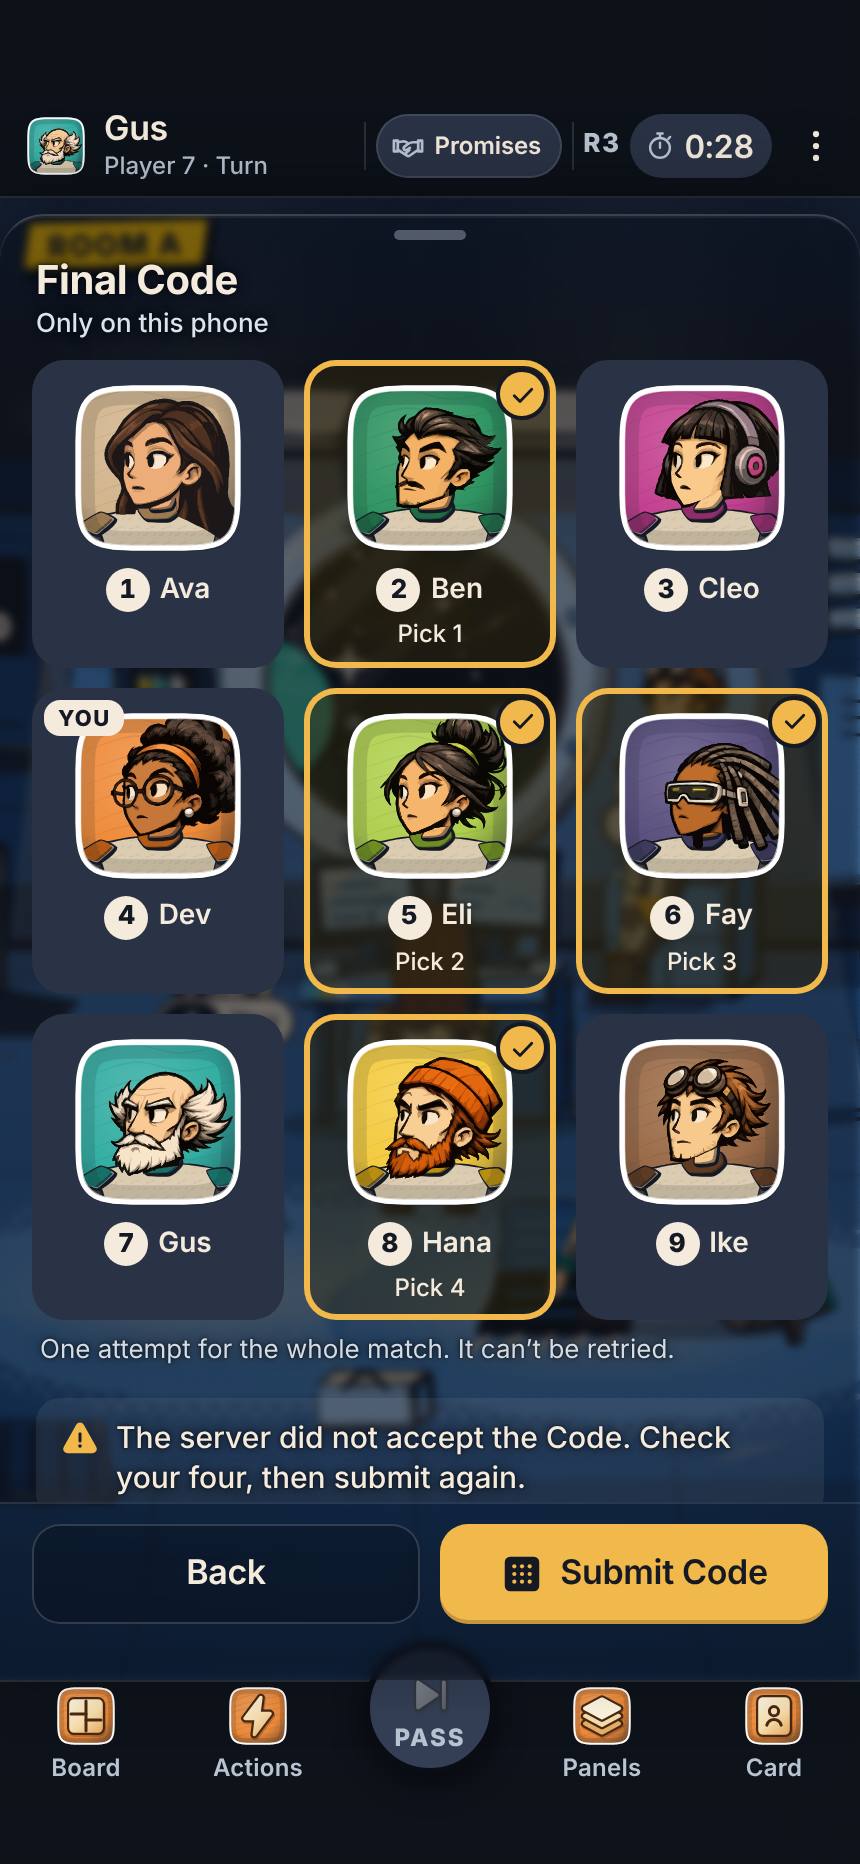 Gus
Player 7 · Turn
Promises
R3
0:28
ROOM A
Final Code
Only on this phone
1 Ava
2 Ben
Pick 1
3 Cleo
YOU
4 Dev
5 Eli
Pick 2
6 Fay
Pick 3
7 Gus
8 Hana
Pick 4
9 Ike
One attempt for the whole match. It can’t be retried.
The server did not accept the Code. Check
your four, then submit again.
Back
Submit Code
PASS
Board
Actions
Panels
Card